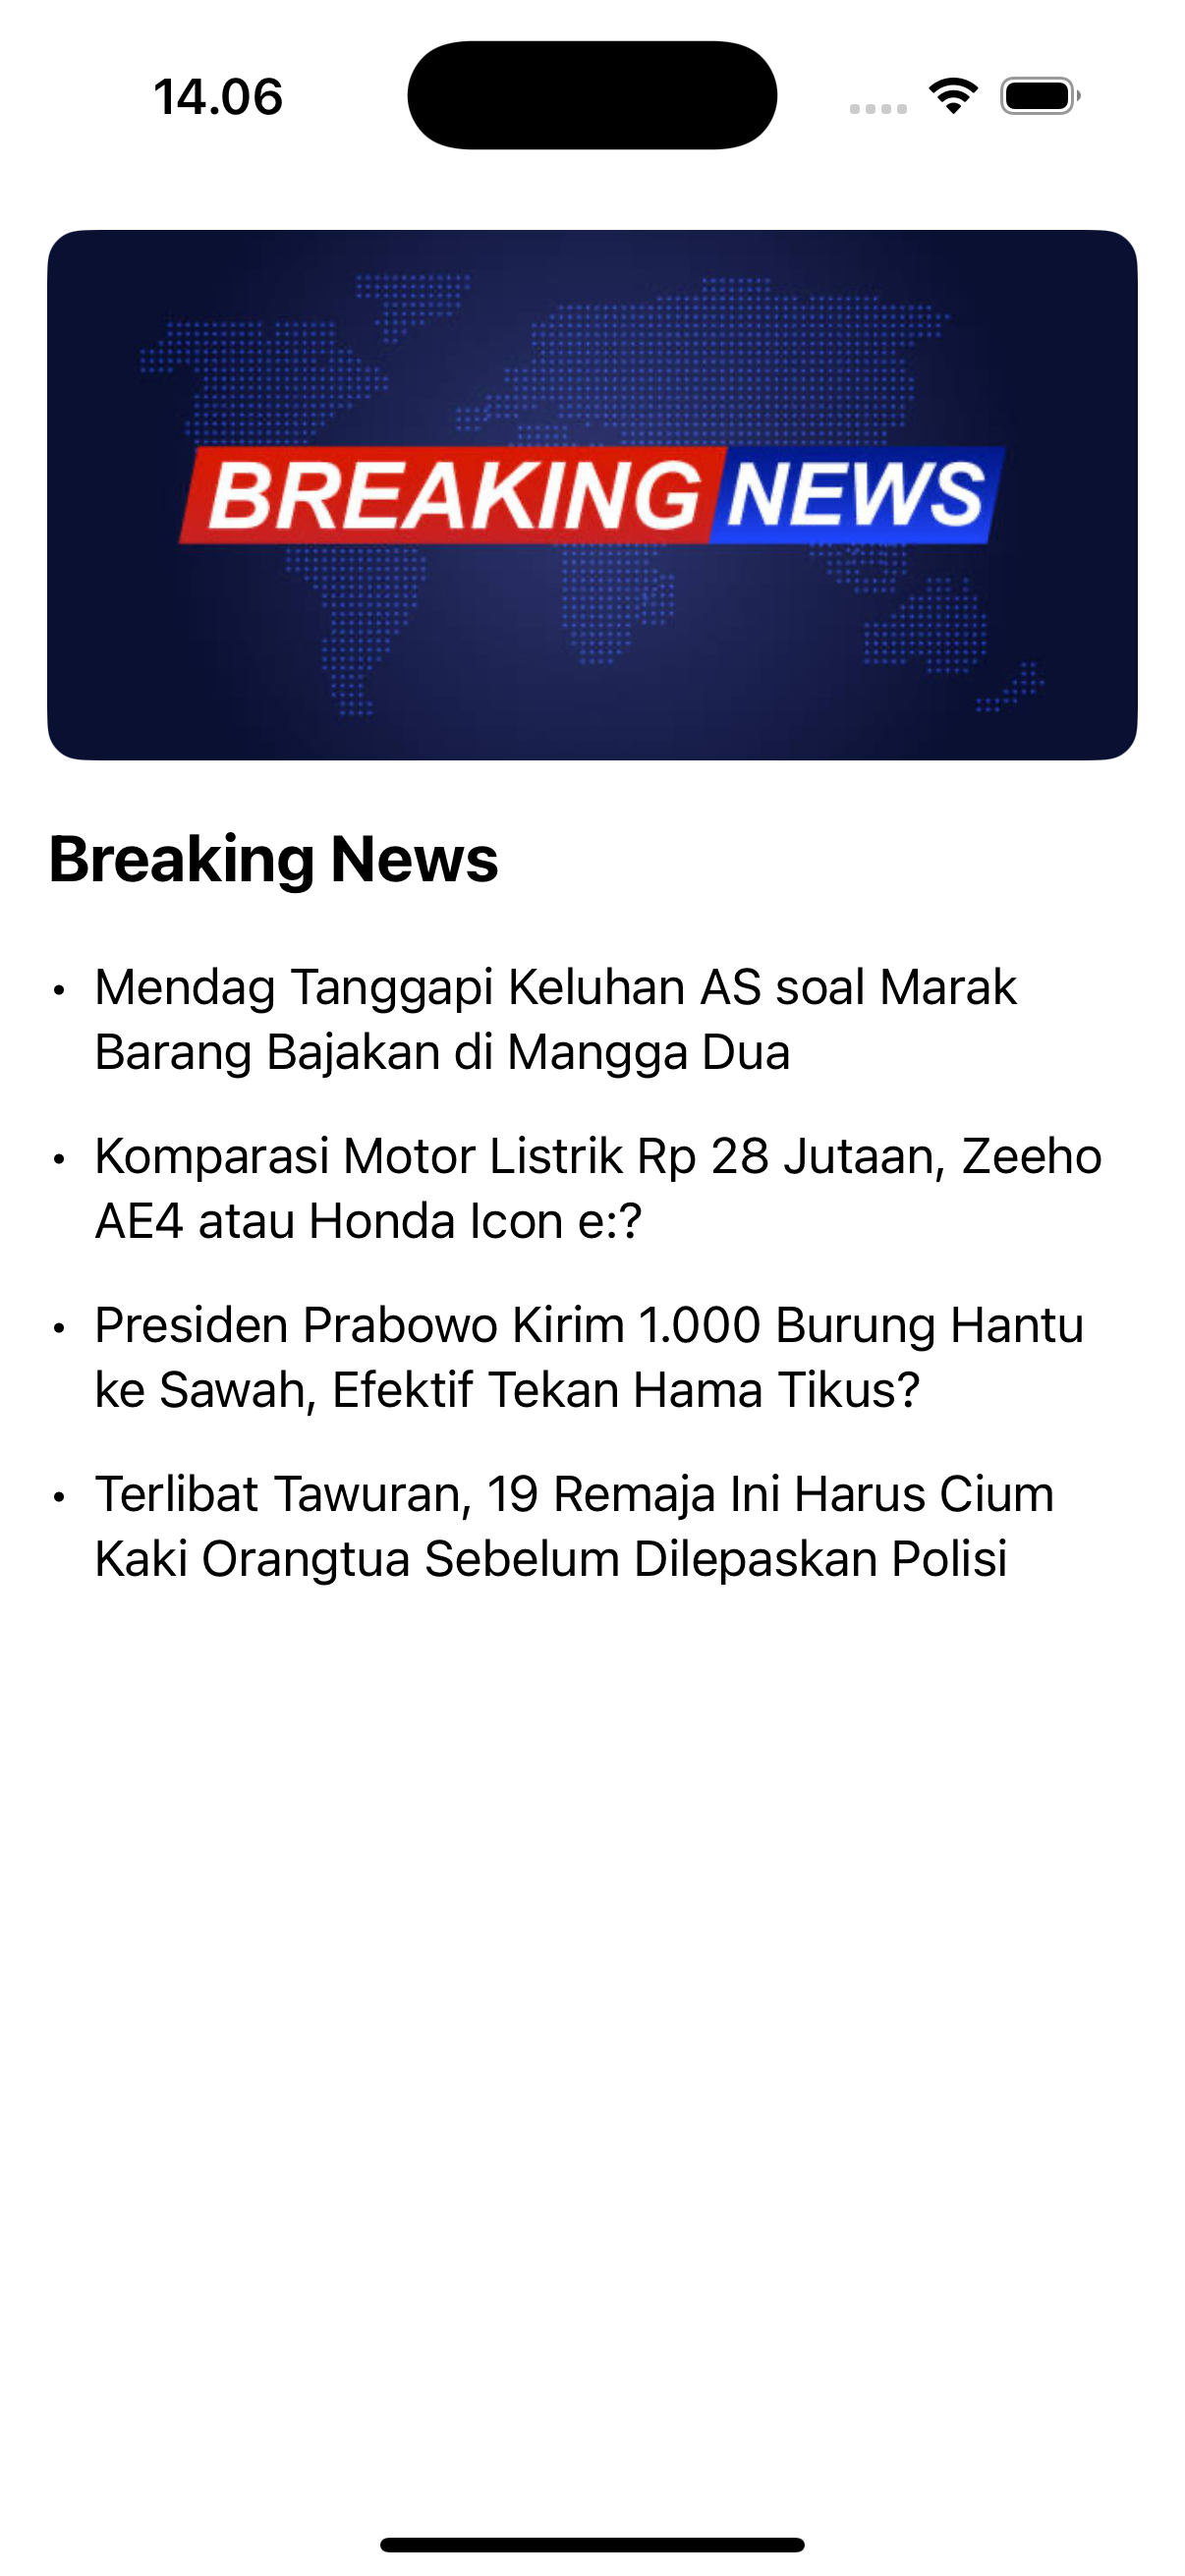 14.06
BREAKING NEWS
Breaking News
• Mendag Tanggapi Keluhan AS soal Marak
Barang Bajakan di Mangga Dua
• Komparasi Motor Listrik Rp 28 Jutaan, Zeeho
AE4 atau Honda Icon e:?
• Presiden Prabowo Kirim 1.000 Burung Hantu
ke Sawah, Efektif Tekan Hama Tikus?
• Terlibat Tawuran, 19 Remaja Ini Harus Cium
Kaki Orangtua Sebelum Dilepaskan Polisi